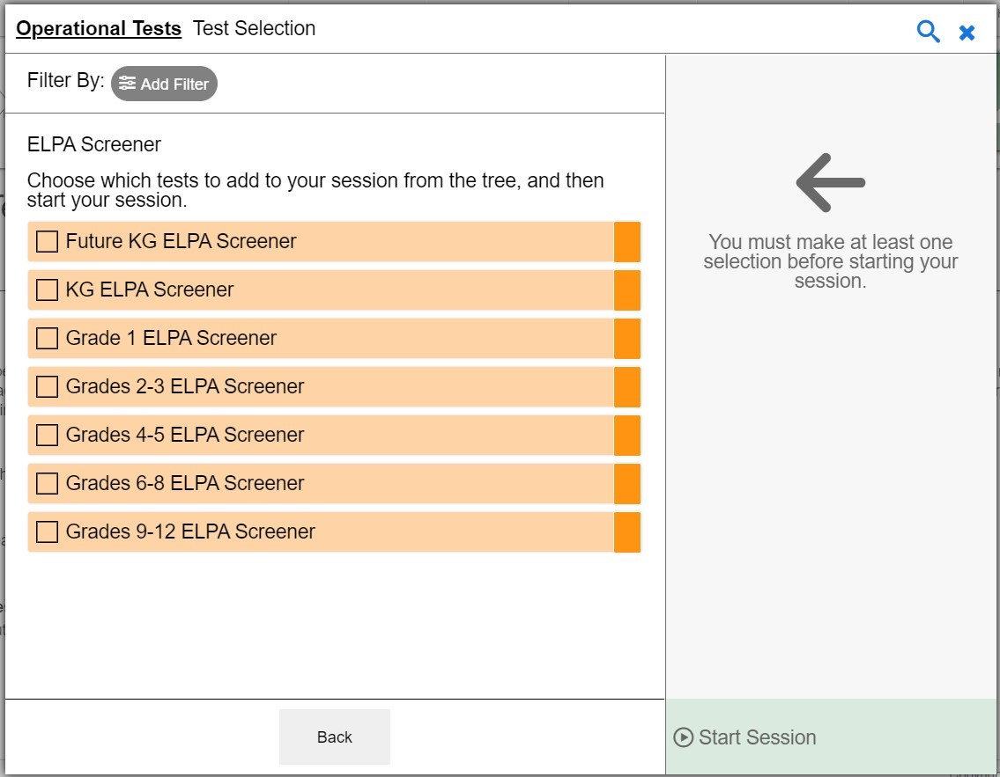 Operational Tests Test Selection
Filter By: Add Filter
ELPA Screener
Choose which tests to add to your session from the tree, and then
start your session.
Future KG ELPA Screener
KG ELPA Screener
Grade 1 ELPA Screener
Grades 2-3 ELPA Screener
Grades 4-5 ELPA Screener
Grades 6-8 ELPA Screener
Grades 9-12 ELPA Screener
Back
You must make at least one
selection before starting your
session.
Start Session